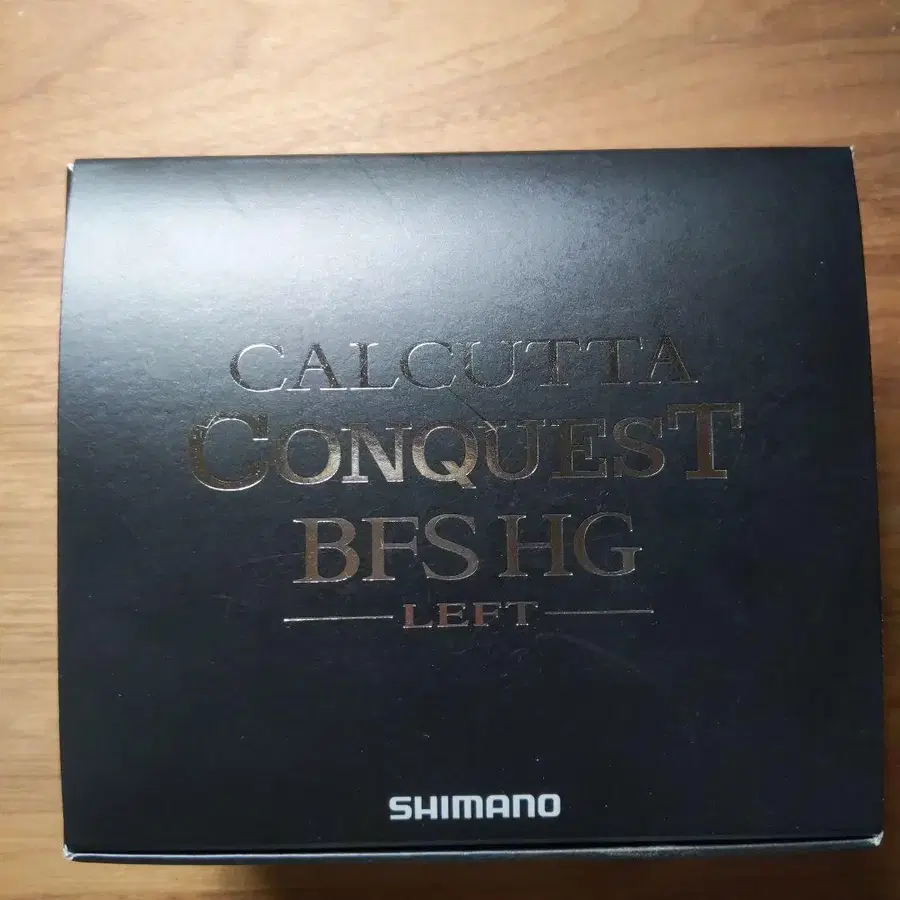 CALCUTTA
CONQUEST
BFS HG
LEFT
SHIMANO